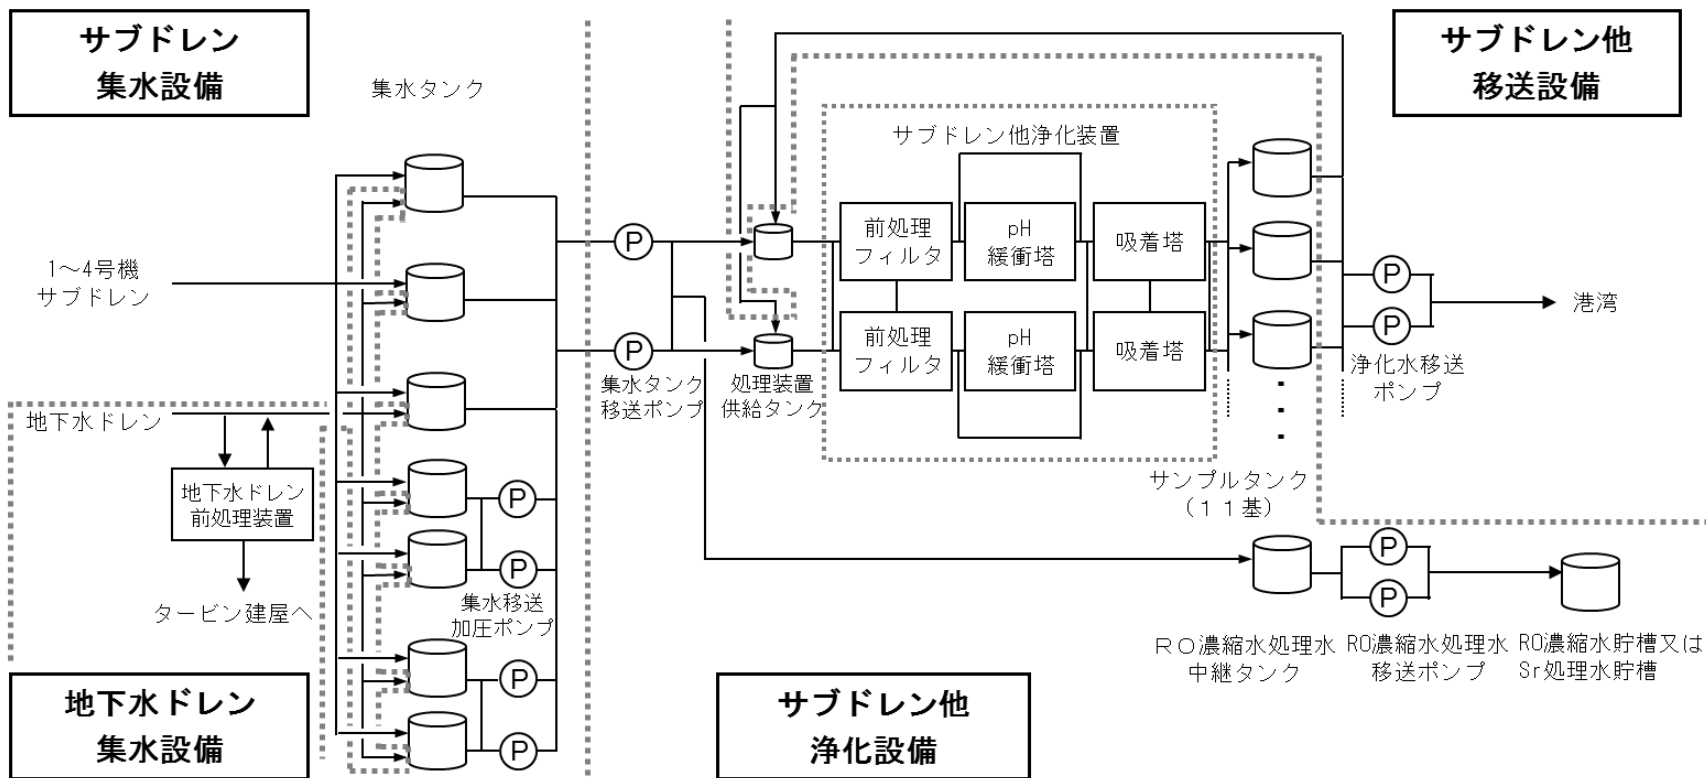 サブドレン
集水設備
集水タンク
1～4号機
サブドレン
地下水ドレン
地下水ドレン
前処理装置
タービン建屋へ
地下水ドレン
集水設備
P
P
P
P
集水移送
加圧ポンプ
P
P
集水タンク
移送ポンプ
処理装置
供給タンク
サブドレン他浄化装置
前処理
フィルタ
pH
緩衝塔
吸着塔
前処理
フィルタ
pH
緩衝塔
吸着塔
サンプルタンク
（１１基）
サブドレン他
移送設備
P
P
浄化水移送
ポンプ
港湾
サブドレン他
浄化設備
ＲＯ濃縮水処理水
中継タンク
P
P
RO濃縮水処理水
移送ポンプ
RO濃縮水貯槽又は
Sr処理水貯槽